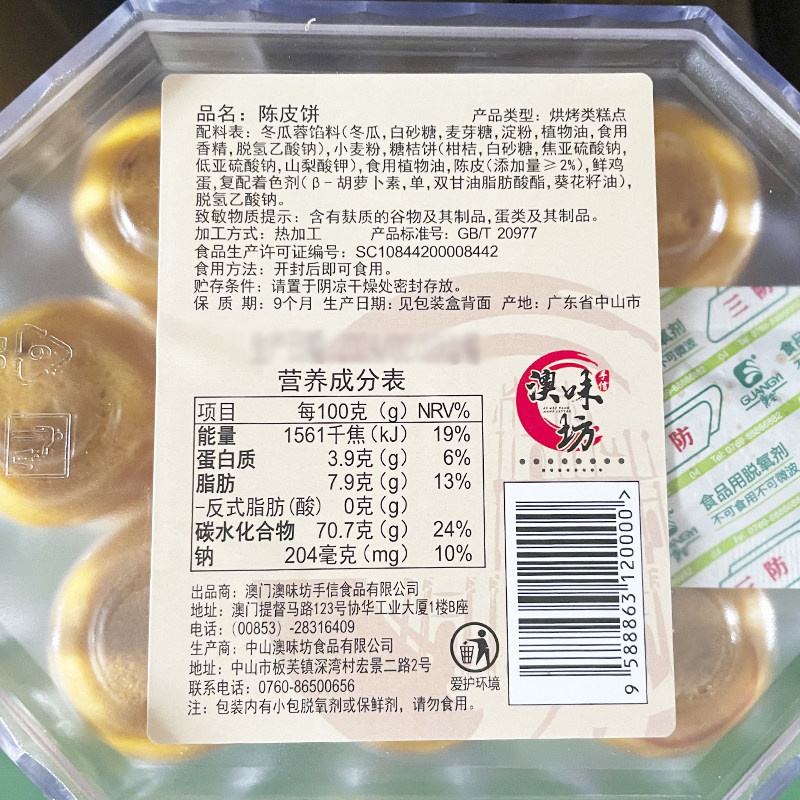 品名：陈皮饼
产品类型：烘烤类糕点
配料表：冬瓜蓉馅料(冬瓜,白砂糖,麦芽糖,淀粉,植物油,食用
香精,脱氢乙酸钠),小麦粉,糖桔饼(柑桔,白砂糖,焦亚硫酸钠,
低亚硫酸钠,山梨酸钾),食用植物油,陈皮(添加量≥2%),鲜鸡
蛋,复配着色剂(β-胡萝卜素,单,双甘油脂肪酸酯,葵花籽油),
脱氢乙酸钠。
致敏物质提示：含有麸质的谷物及其制品,蛋类及其制品。
加工方式：热加工 产品标准号：GB/T 20977
食品生产许可证编号：SC10844200008442
食用方法：开封后即可食用。
贮存条件：请置于阴凉干燥处密封存放。
保 质 期：9个月 生产日期：见包装盒背面 产地：广东省中山市
营养成分表
项目 每100克（g）NRV%
能量 1561千焦（kJ） 19%
蛋白质 3.9克（g） 6%
脂肪 7.9克（g） 13%
-反式脂肪(酸) 0克（g）
碳水化合物 70.7克（g） 24%
钠 204毫克（mg） 10%
澳味坊
手信
出品商：澳门澳味坊手信食品有限公司
地址：澳门提督马路123号协华工业大厦1楼B座
电话：(00853) -28316409
生产商：中山澳味坊食品有限公司
地址：中山市板芙镇深湾村宏景二路2号
联系电话：0760-86500656
注：包装内有小包脱氧剂或保鲜剂，请勿食用。
爱护环境
9 588863 120000 >
三防
GUANGYI
防
食品用脱氧剂
不可食用不可微波
三防